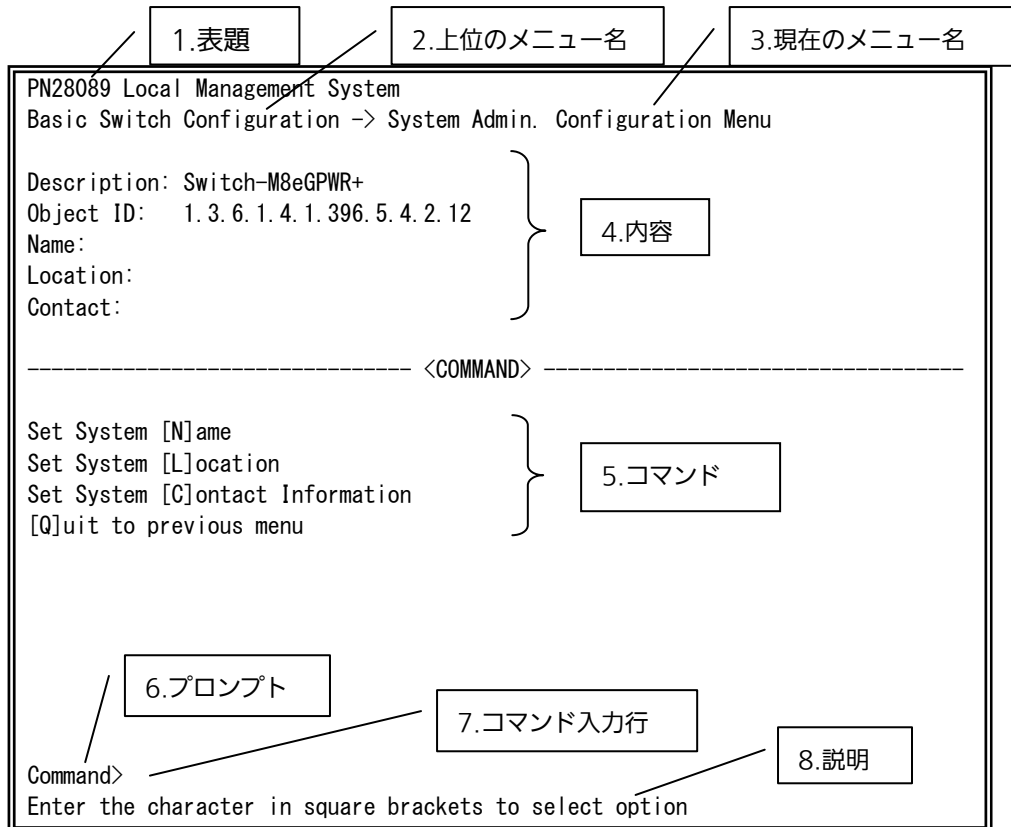 1.表題
2.上位のメニュー名
3.現在のメニュー名
PN28089 Local Management System
Basic Switch Configuration -> System Admin. Configuration Menu
Description: Switch-M8eGPWR+
Object ID: 1.3.6.1.4.1.396.5.4.2.12
4.内容
Name:
Location:
Contact:
-------------------------------- <COMMAND> -----------------------------------
Set System [N]ame
Set System [L]ocation
5.コマンド
Set System [C]ontact Information
[Q]uit to previous menu
6.プロンプト
7.コマンド入力行
8.説明
Command>
Enter the character in square brackets to select option